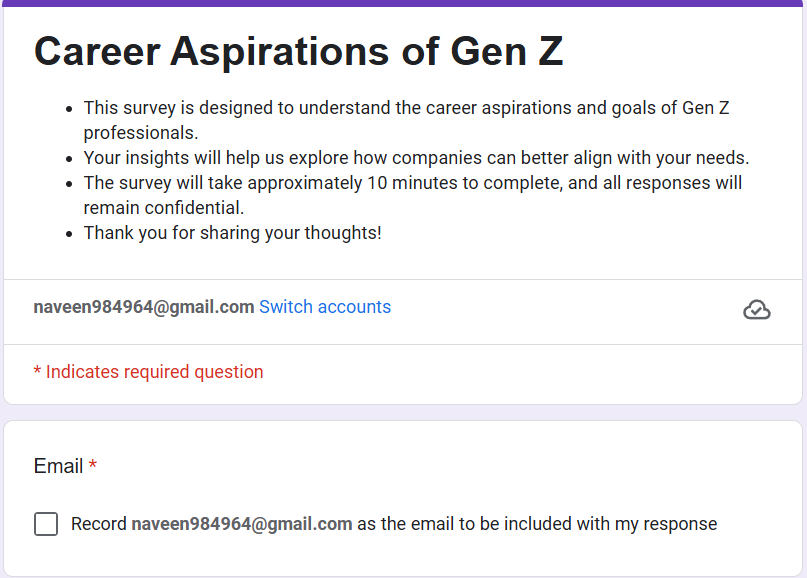 Career Aspirations of Gen Z
• This survey is designed to understand the career aspirations and goals of Gen Z
professionals.
• Your insights will help us explore how companies can better align with your needs.
• The survey will take approximately 10 minutes to complete, and all responses will
remain confidential.
• Thank you for sharing your thoughts!
naveen984964@gmail.com Switch accounts
* Indicates required question
Email *
Record naveen984964@gmail.com as the email to be included with my response